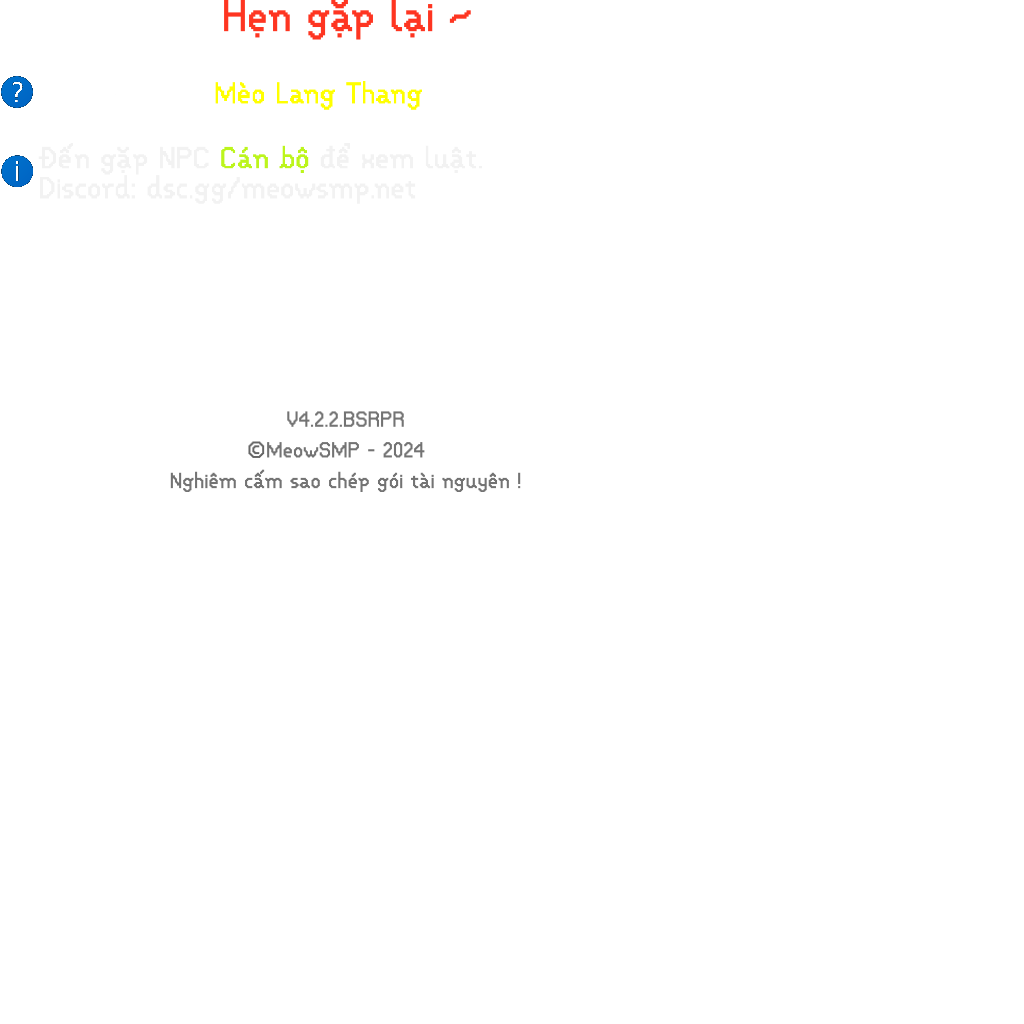 Hẹn gặp lại ~
?
Mèo Lang Thang
Đến gặp NPC Cán bộ để xem luật.
i
Discord: dsc.gg/meowsmp.net
V4.2.2.BSRPR
©MeowSMP - 2024
Nghiêm cấm sao chép gói tài nguyên !